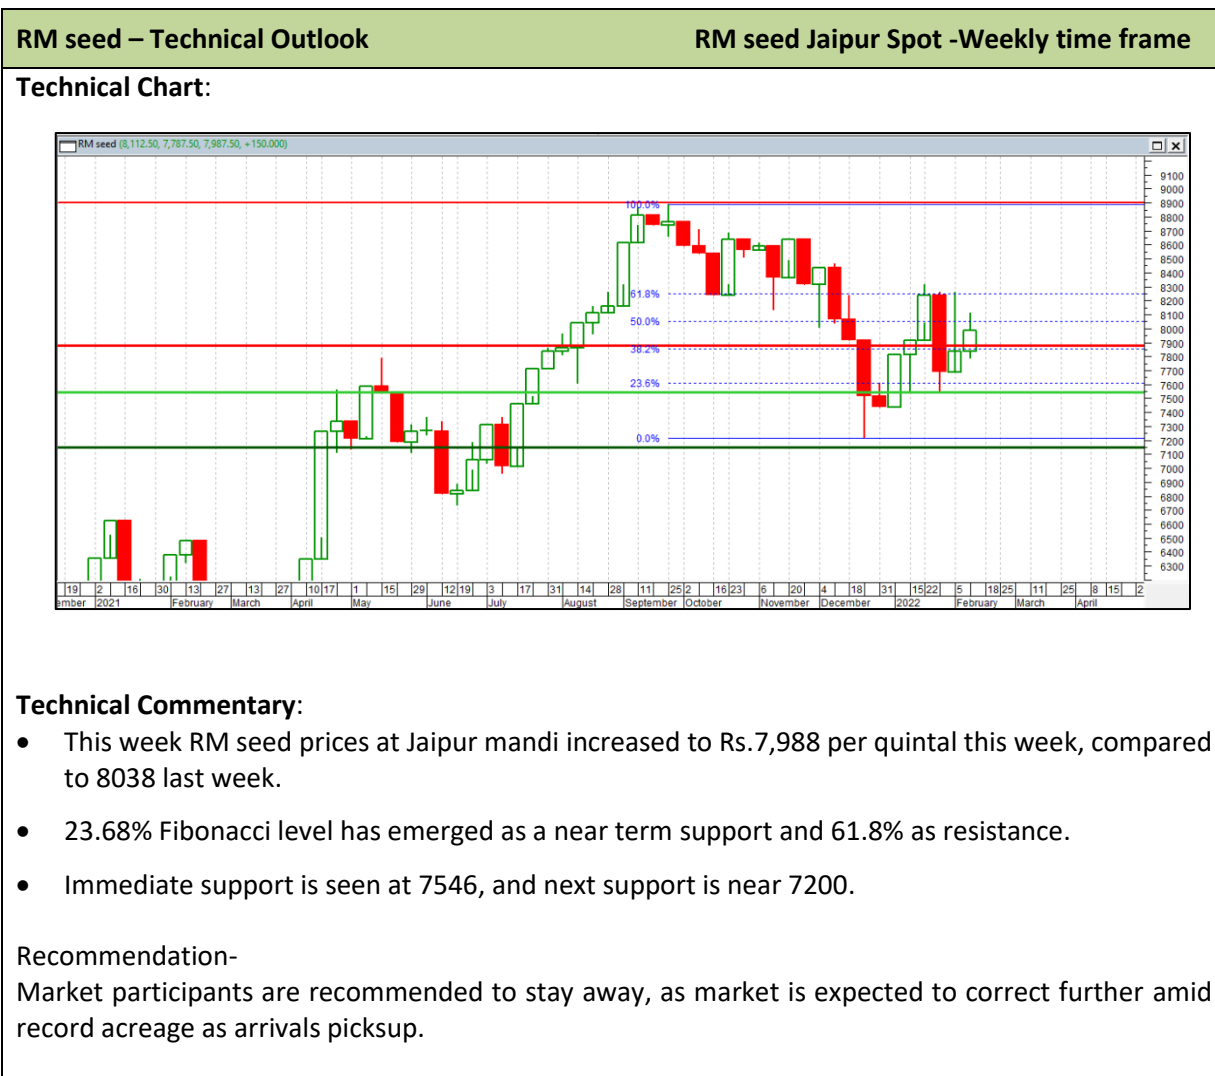 RM seed – Technical Outlook RM seed Jaipur Spot -Weekly time frame
Technical Chart:
RM seed (8,112.50, 7,787.50, 7,987.50, +150.000)
9100
9000
8900
8800
8700
8600
8500
8400
8300
8200
8100
8000
7900
7800
7700
7600
7500
7400
7300
7200
7100
7000
6900
6800
6700
6600
6500
6400
6300
100.0%
61.8%
50.0%
38.2%
23.6%
0.0%
19 2 16 30 13 27 13 27 10 17 1 15 29 12 19 3 17 31 14 28 11 25 2 16 23 6 20 4 18 31 15 22 5 18 25 11 25 8 15 2
ember 2021 February March April May June July August September October November December 2022 February March April
Technical Commentary:
• This week RM seed prices at Jaipur mandi increased to Rs.7,988 per quintal this week, compared
to 8038 last week.
• 23.68% Fibonacci level has emerged as a near term support and 61.8% as resistance.
• Immediate support is seen at 7546, and next support is near 7200.
Recommendation-
Market participants are recommended to stay away, as market is expected to correct further amid
record acreage as arrivals picksup.